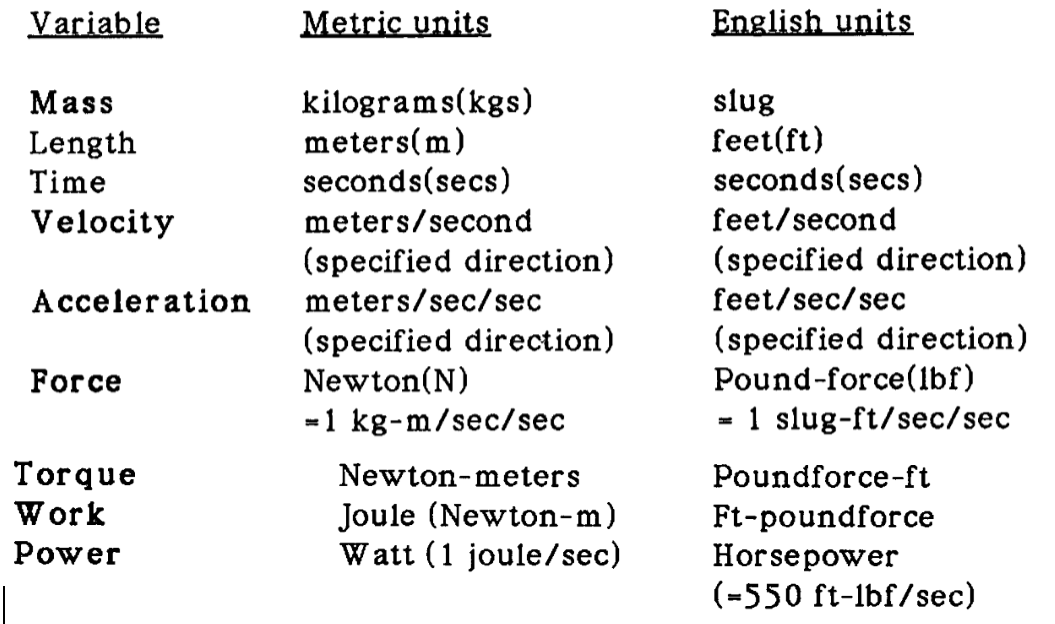 Variable Metric units English units
Mass kilograms(kgs) slug
Length meters(m) feet(ft)
Time seconds(secs) seconds(secs)
Velocity meters/second feet/second
(specified direction) (specified direction)
Acceleration meters/sec/sec feet/sec/sec
(specified direction) (specified direction)
Force Newton(N) Pound-force(lbf)
=1 kg-m/sec/sec = 1 slug-ft/sec/sec
Torque Newton-meters Poundforce-ft
Work Joule (Newton-m) Ft-poundforce
Power Watt (1 joule/sec) Horsepower
(=550 ft-lbf/sec)